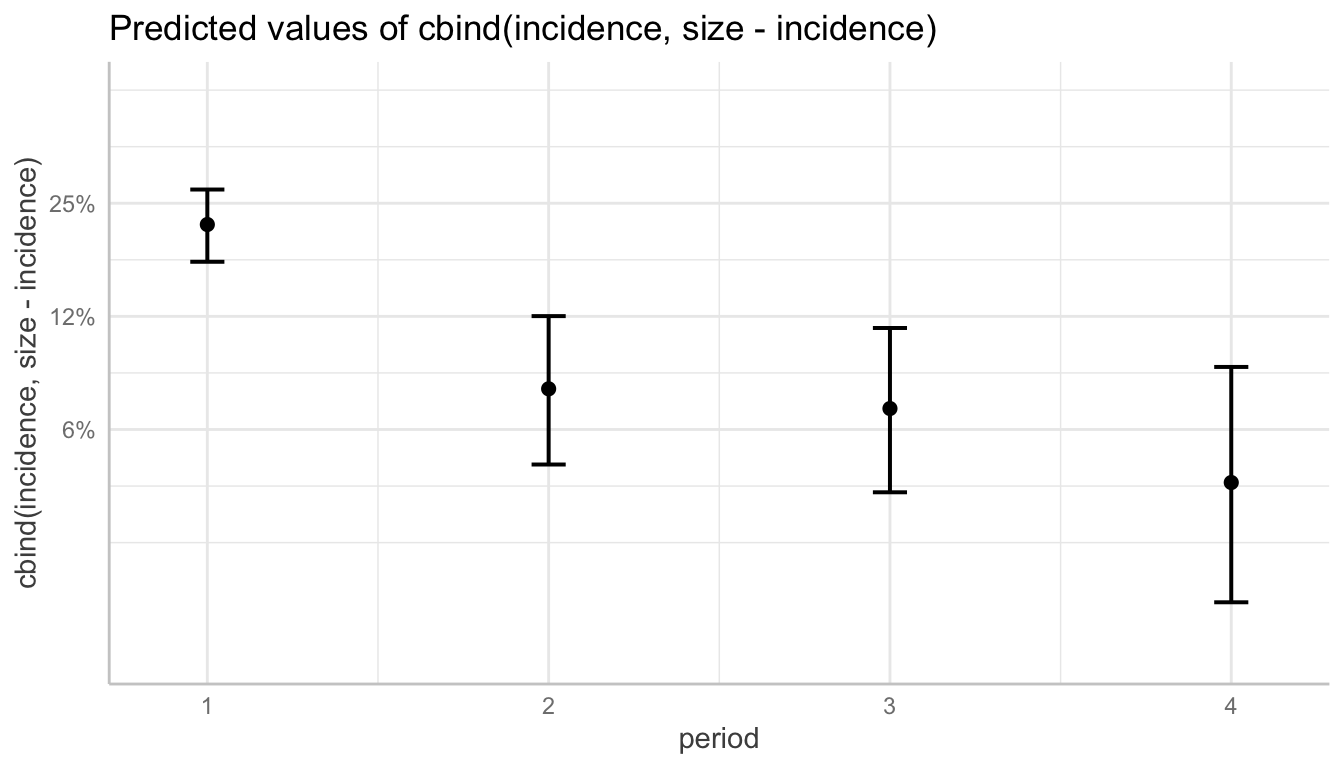 Predicted values of cbind(incidence, size - incidence)
cbind(incidence, size - incidence)
25%
12%
6%
1
2
3
4
period